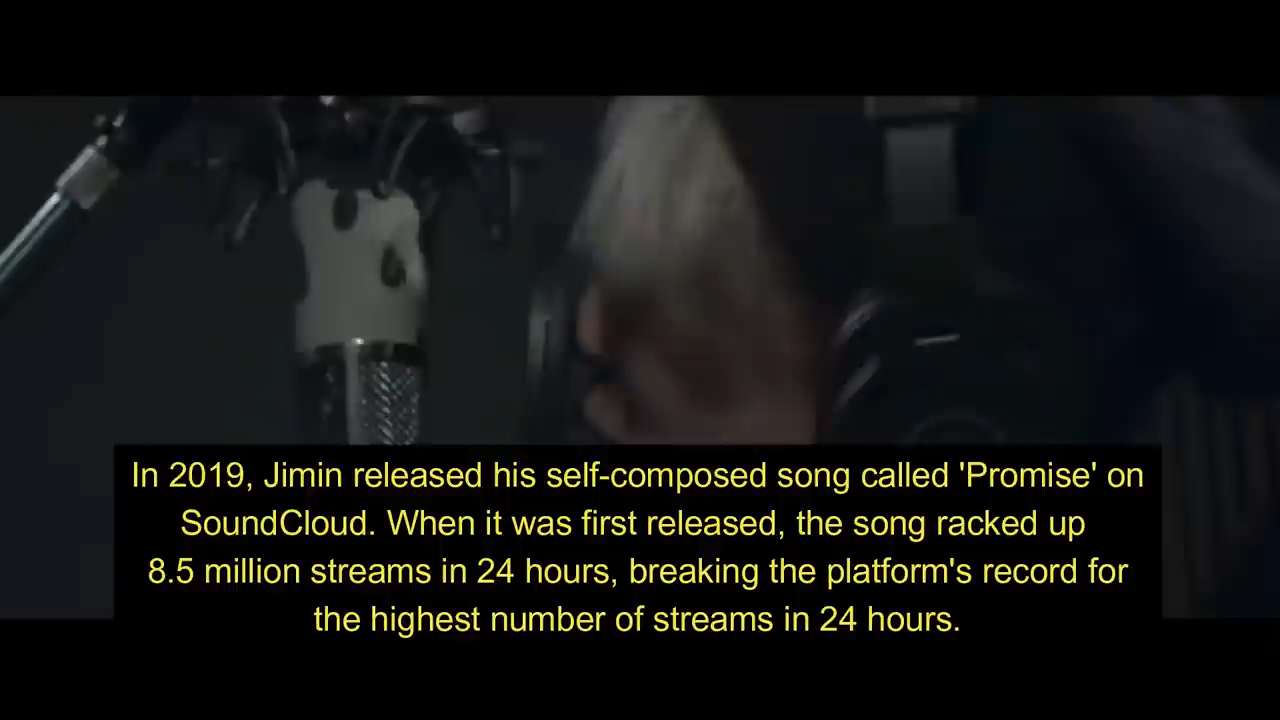 In 2019, Jimin released his self-composed song called 'Promise' on
SoundCloud. When it was first released, the song racked up
8.5 million streams in 24 hours, breaking the platform's record for
the highest number of streams in 24 hours.